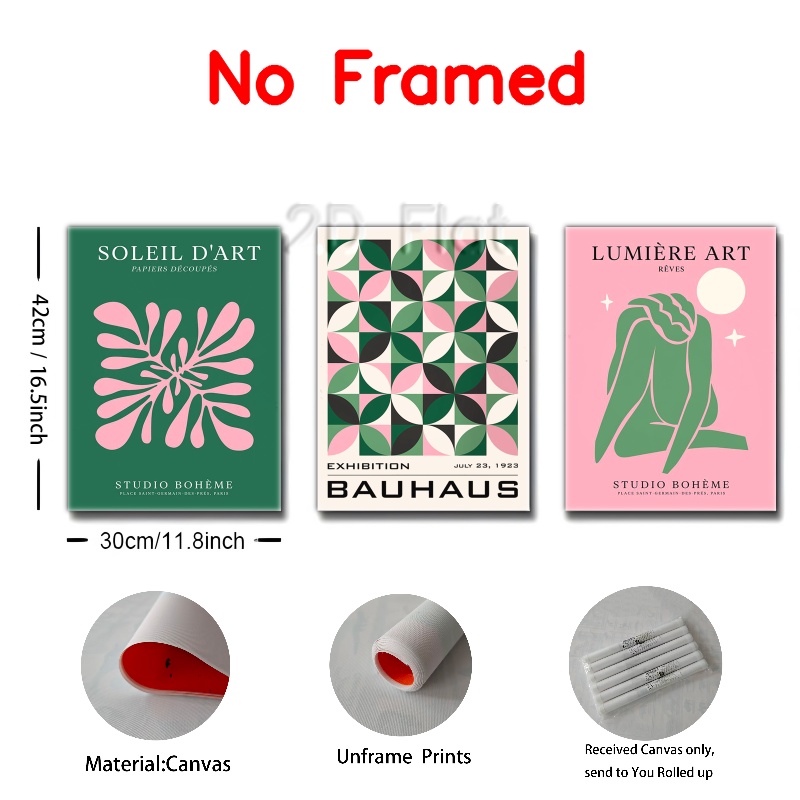 No Framed
2D Flat
SOLEIL D'ART
PAPIERS DÉCOUPÉS
STUDIO BOHÈME
PLACE SAINT-GERMAIN-DES-PRÉS, PARIS
EXHIBITION
JULY 23, 1923
BAUHAUS
LUMIÈRE ART
RÊVES
STUDIO BOHÈME
PLACE SAINT-GERMAIN-DES-PRÉS, PARIS
42cm / 16.5inch
30cm/11.8inch
Material:Canvas
Unframe Prints
Received Canvas only,
send to You Rolled up